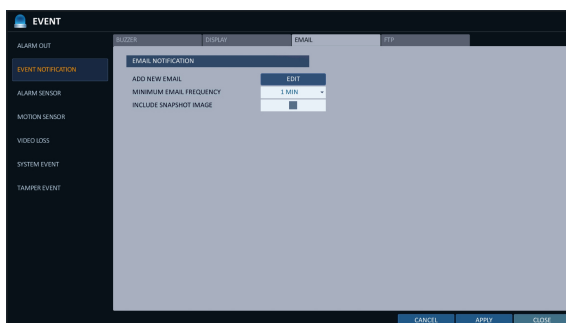 EVENT
BUZZER DISPLAY EMAIL FTP
ALARM OUT
EVENT NOTIFICATION
ALARM SENSOR
MOTION SENSOR
VIDEO LOSS
SYSTEM EVENT
TAMPER EVENT
EMAIL NOTIFICATION
ADD NEW EMAIL EDIT
MINIMUM EMAIL FREQUENCY 1 MIN
INCLUDE SNAPSHOT IMAGE
CANCEL APPLY CLOSE